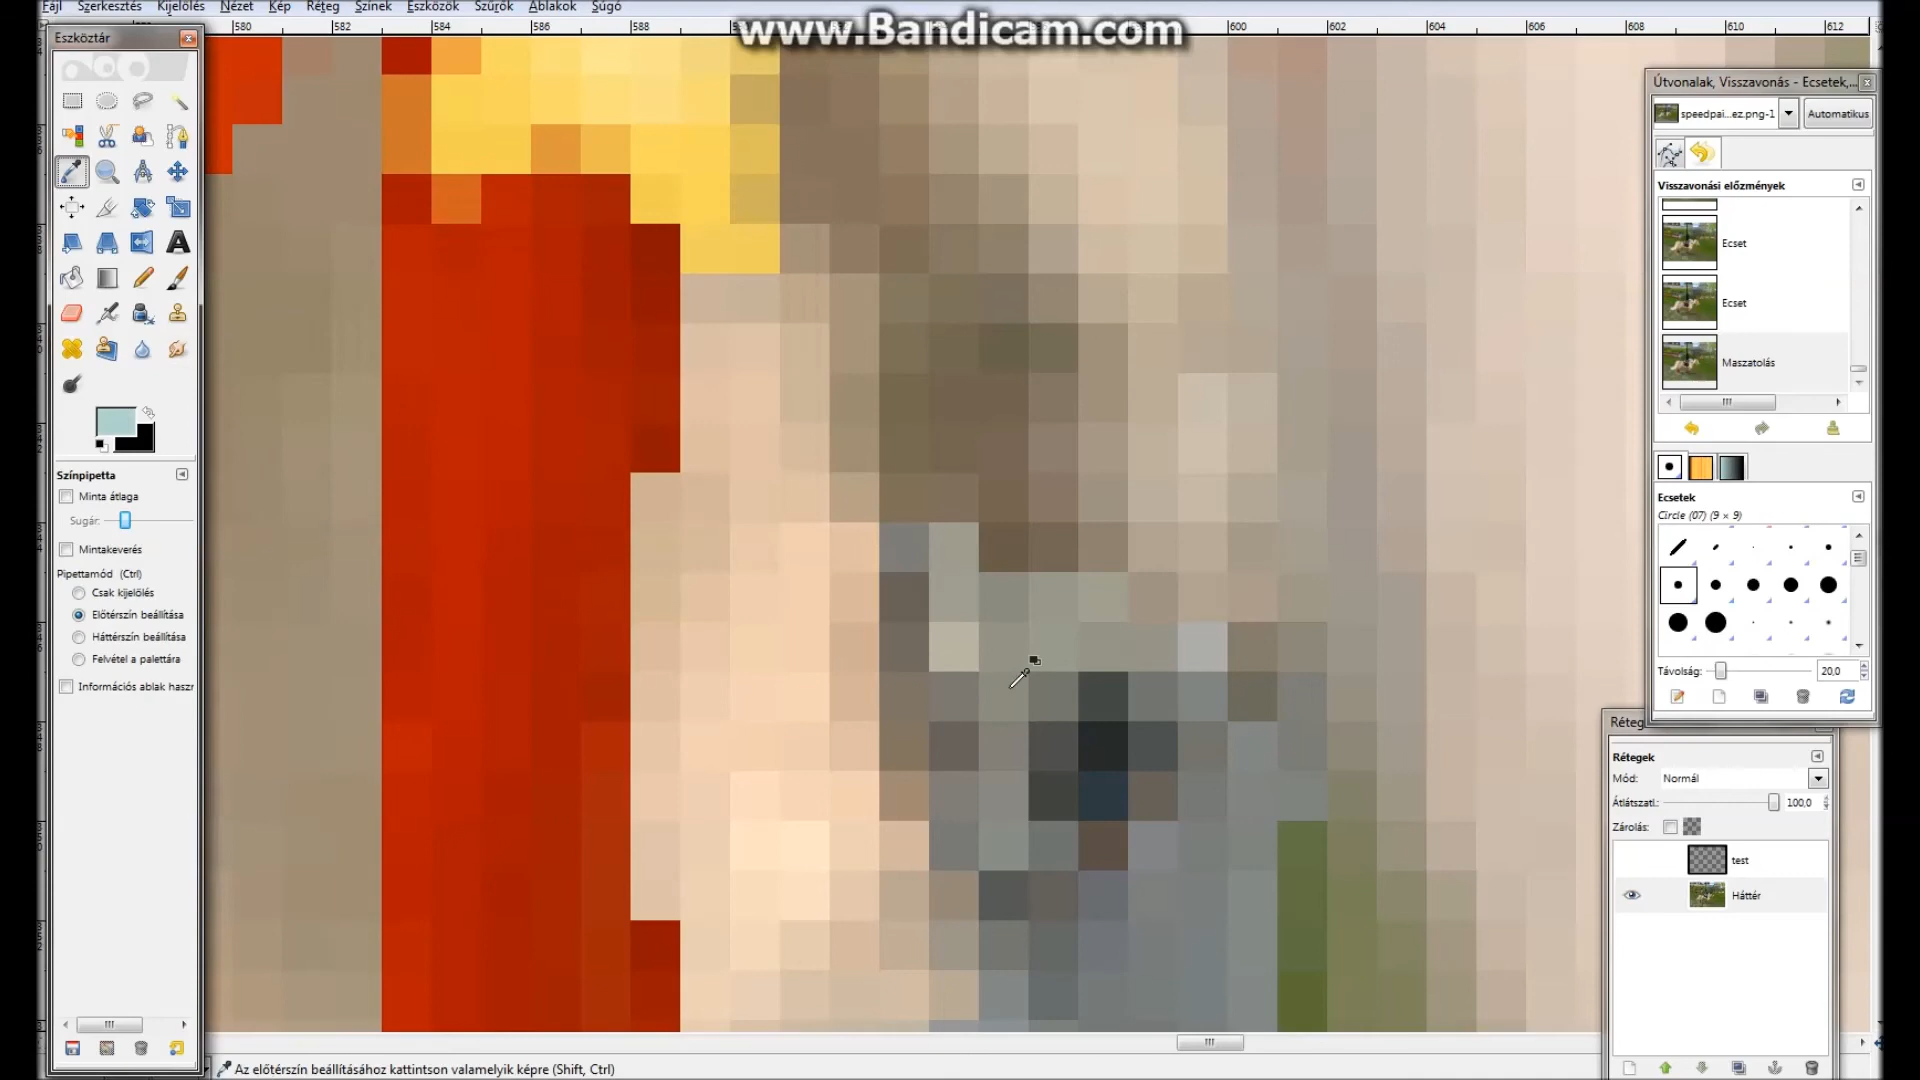 Fájl Szerkesztés Kijelölés Nézet Kép Réteg Színek Eszközök Szűrők Ablakok Súgó
www.Bandicam.com
580 582 584 586 588 600 602 604 606 608 610 612
Eszköztár
Színpipetta
Minta átlaga
Sugár:
Mintakeverés
Pipettamód (Ctrl)
Csak kijelölés
Előtérszín beállítása
Háttérszín beállítása
Felvétel a palettára
Információs ablak haszr
Az előtérszín beállításához kattintson valamelyik képre (Shift, Ctrl)
Útvonalak, Visszavonás - Ecsetek,...
speedpai...ez.png-1
Automatikus
Visszavonási előzmények
Ecset
Ecset
Maszatolás
Ecsetek
Circle (07) (9 × 9)
Távolság:
20,0
Réteg
Rétegek
Mód: Normál
Átlátszatl.: 100,0
Zárolás:
test
Háttér